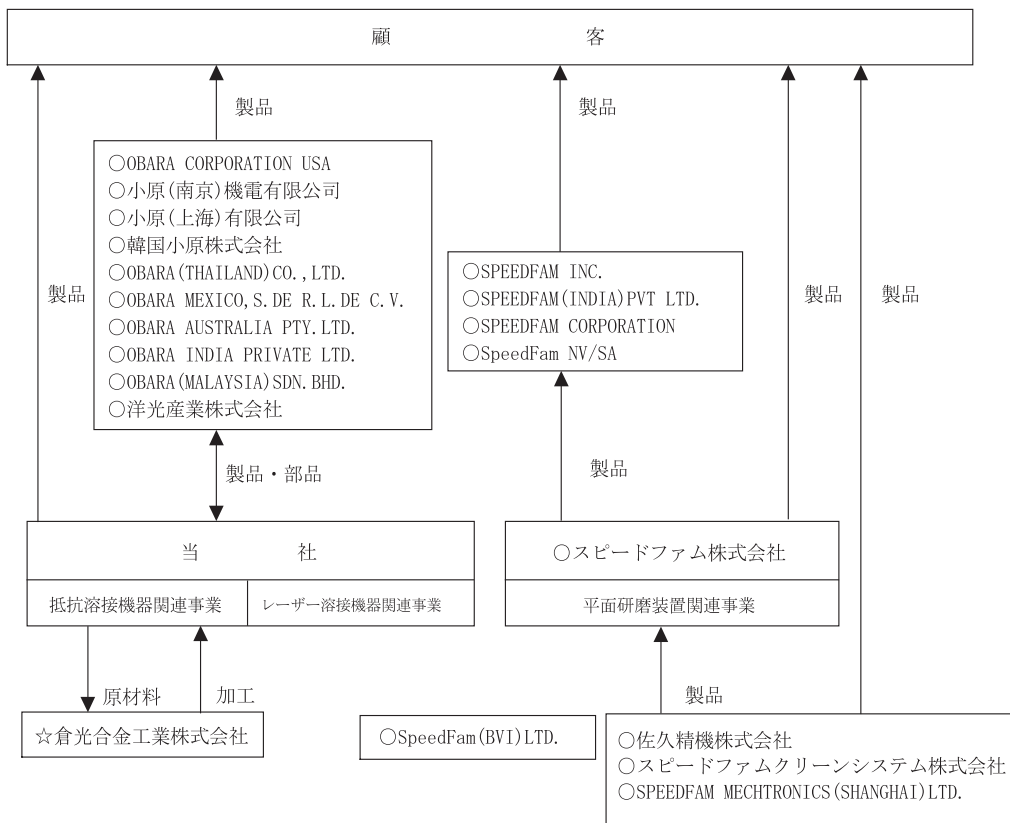 顧客
製品
製品
○OBARA CORPORATION USA
○小原(南京)機電有限公司
○小原(上海)有限公司
○韓国小原株式会社
○OBARA(THAILAND)CO.,LTD.
○OBARA MEXICO,S.DE R.L.DE C.V.
○OBARA AUSTRALIA PTY.LTD.
○OBARA INDIA PRIVATE LTD.
○OBARA(MALAYSIA)SDN.BHD.
○洋光産業株式会社
○SPEEDFAM INC.
○SPEEDFAM(INDIA)PVT LTD.
○SPEEDFAM CORPORATION
○SpeedFam NV/SA
製品
製品
製品
製品・部品
製品
当社
抵抗溶接機器関連事業
レーザー溶接機器関連事業
○スピードファム株式会社
平面研磨装置関連事業
原材料
加工
製品
☆倉光合金工業株式会社
○SpeedFam(BVI)LTD.
○佐久精機株式会社
○スピードファムクリーンシステム株式会社
○SPEEDFAM MECHTRONICS(SHANGHAI)LTD.